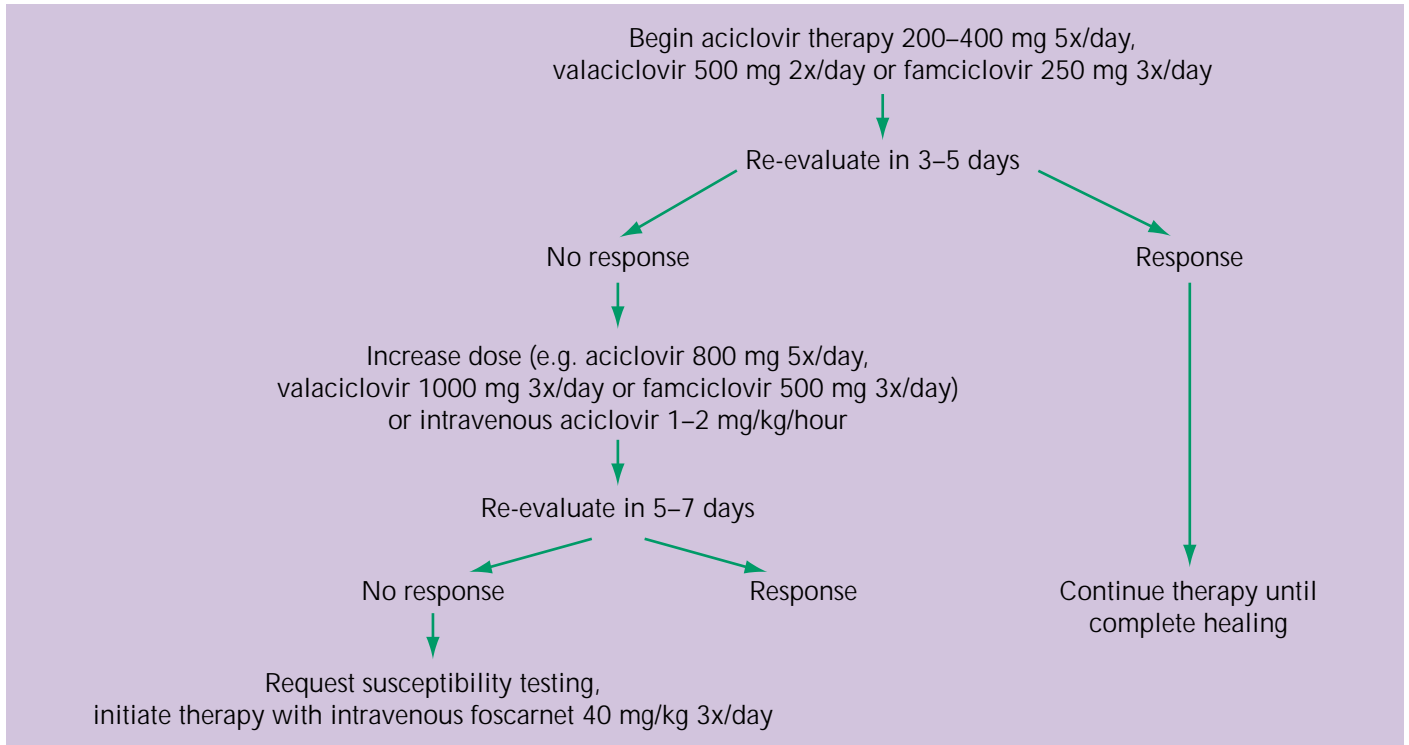 Begin aciclovir therapy 200–400 mg 5x/day,
valaciclovir 500 mg 2x/day or famciclovir 250 mg 3x/day
Re-evaluate in 3–5 days
No response
Response
Increase dose (e.g. aciclovir 800 mg 5x/day,
valaciclovir 1000 mg 3x/day or famciclovir 500 mg 3x/day)
or intravenous aciclovir 1–2 mg/kg/hour
Re-evaluate in 5–7 days
No response
Response
Continue therapy until
complete healing
Request susceptibility testing,
initiate therapy with intravenous foscarnet 40 mg/kg 3x/day